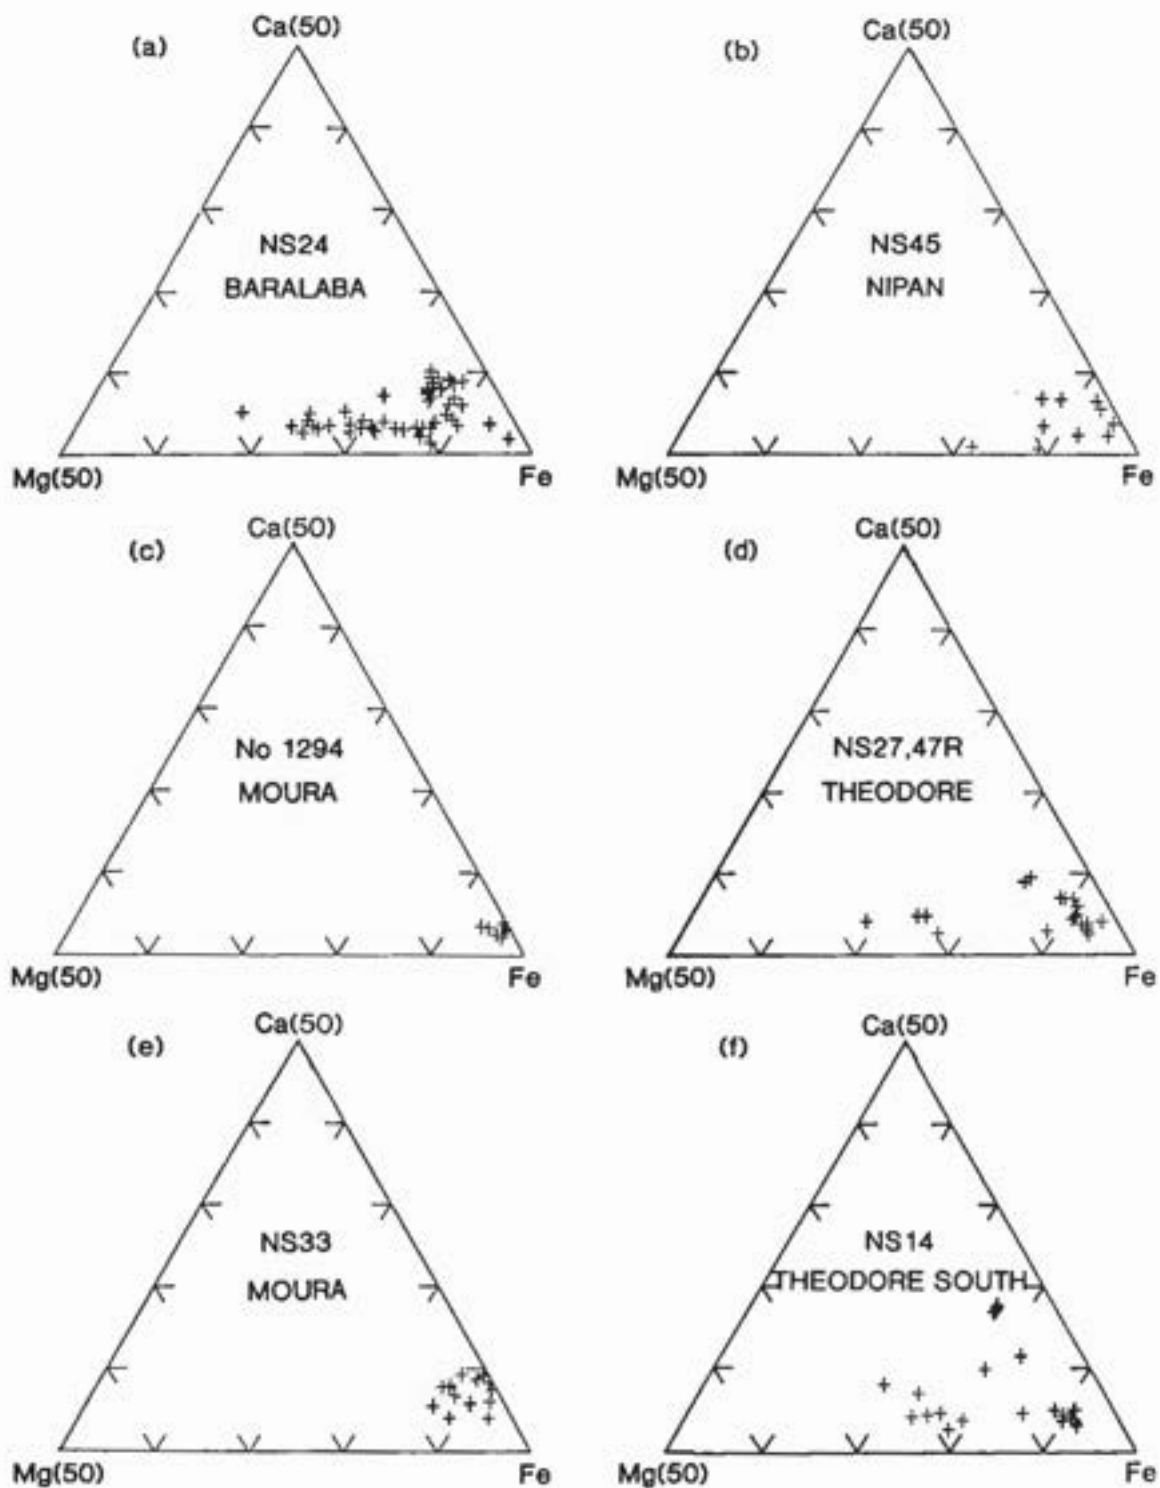 (a)
Ca(50)
NS24
BARALABA
Mg(50)
Fe
(b)
Ca(50)
NS45
NIPAN
Mg(50)
Fe
(c)
Ca(50)
No 1294
MOURA
Mg(50)
Fe
(d)
Ca(50)
NS27,47R
THEODORE
Mg(50)
Fe
(e)
Ca(50)
NS33
MOURA
Mg(50)
Fe
(f)
Ca(50)
NS14
THEODORE SOUTH
Mg(50)
Fe